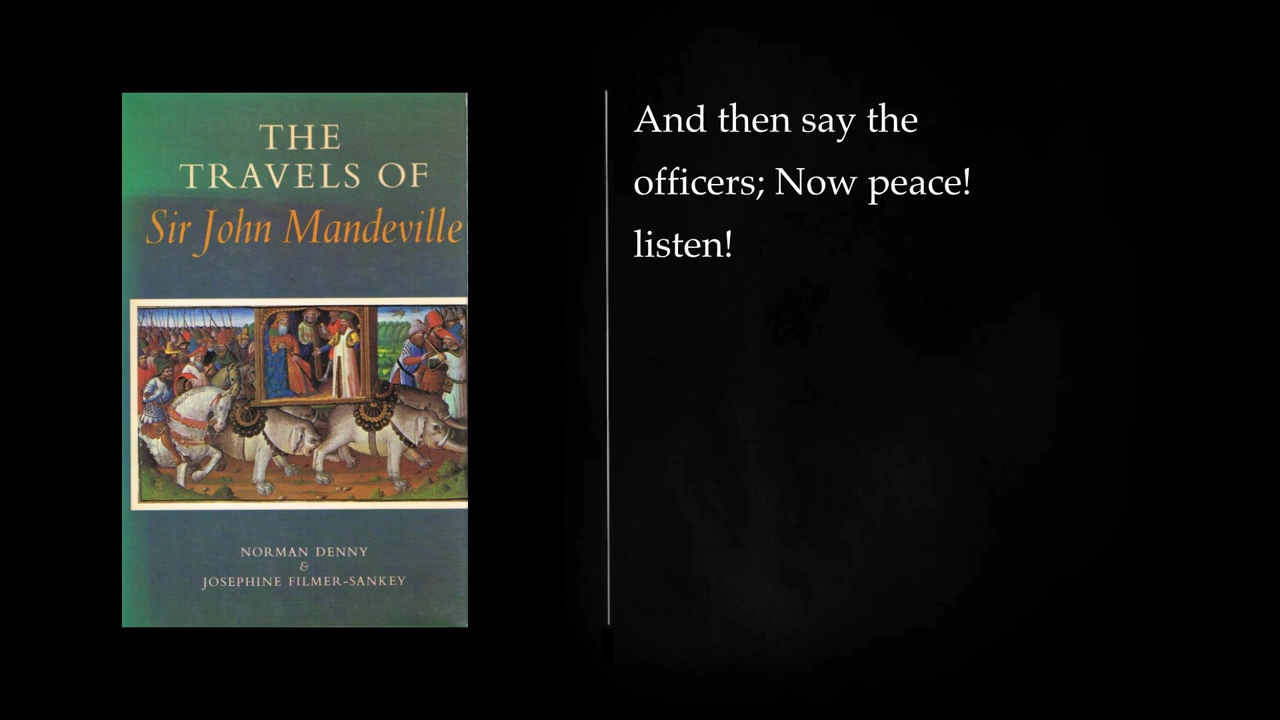 THE
TRAVELS OF
Sir John Mandeville
NORMAN DENNY
&
JOSEPHINE FILMER-SANKEY
And then say the
officers; Now peace!
listen!